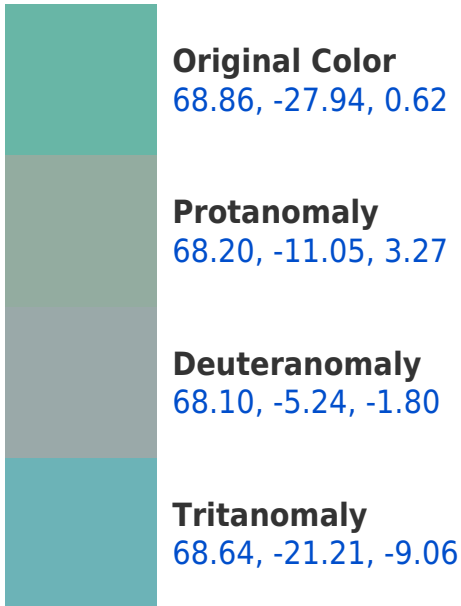 Original Color
68.86, -27.94, 0.62
Protanomaly
68.20, -11.05, 3.27
Deuteranomaly
68.10, -5.24, -1.80
Tritanomaly
68.64, -21.21, -9.06